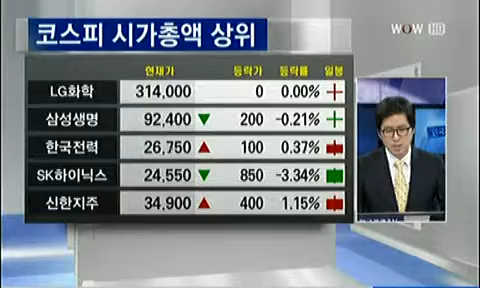 코스피 시가총액 상위
WOW HD
현재가 등락가 등락률 일봉
LG화학 314,000 0 0.00%
삼성생명 92,400 ▼ 200 -0.21%
한국전력 26,750 ▲ 100 0.37%
SK하이닉스 24,550 ▼ 850 -3.34%
신한지주 34,900 ▲ 400 1.15%